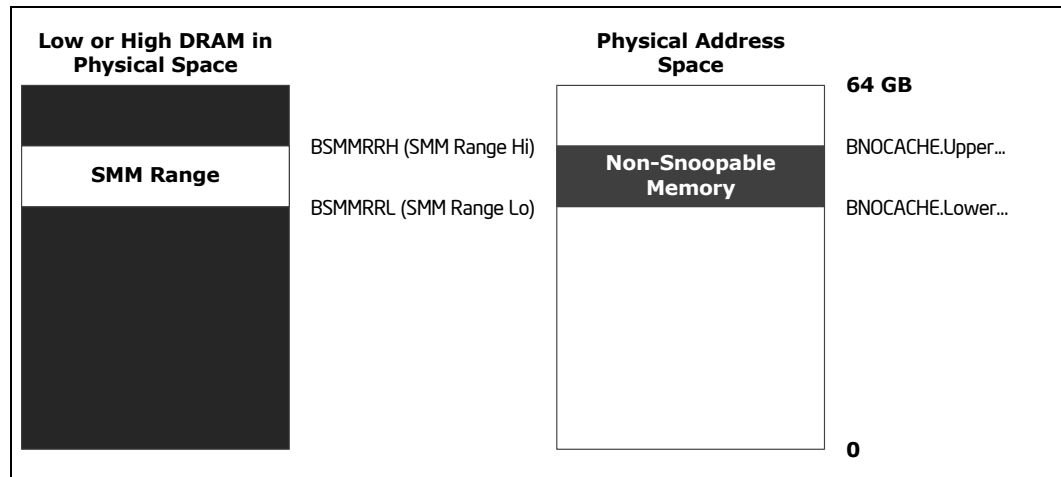 Low or High DRAM in
Physical Space
SMM Range
BSMMRRH (SMM Range Hi)
BSMMRRL (SMM Range Lo)
Physical Address
Space
64 GB
Non-Snoopable
Memory
BNOCACHE.Upper...
BNOCACHE.Lower...
0